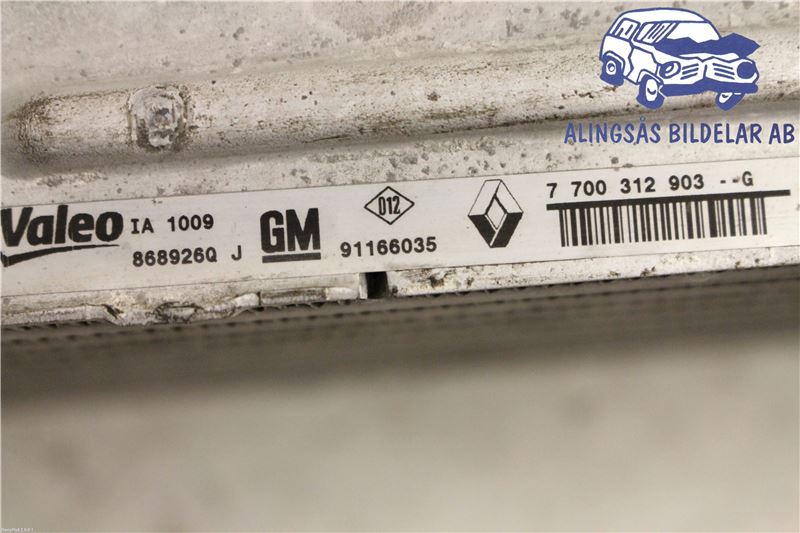 ALINGSÅS BILDELAR AB
Valeo IA 1009
868926Q J
GM
012
91166035
7 700 312 903 --G